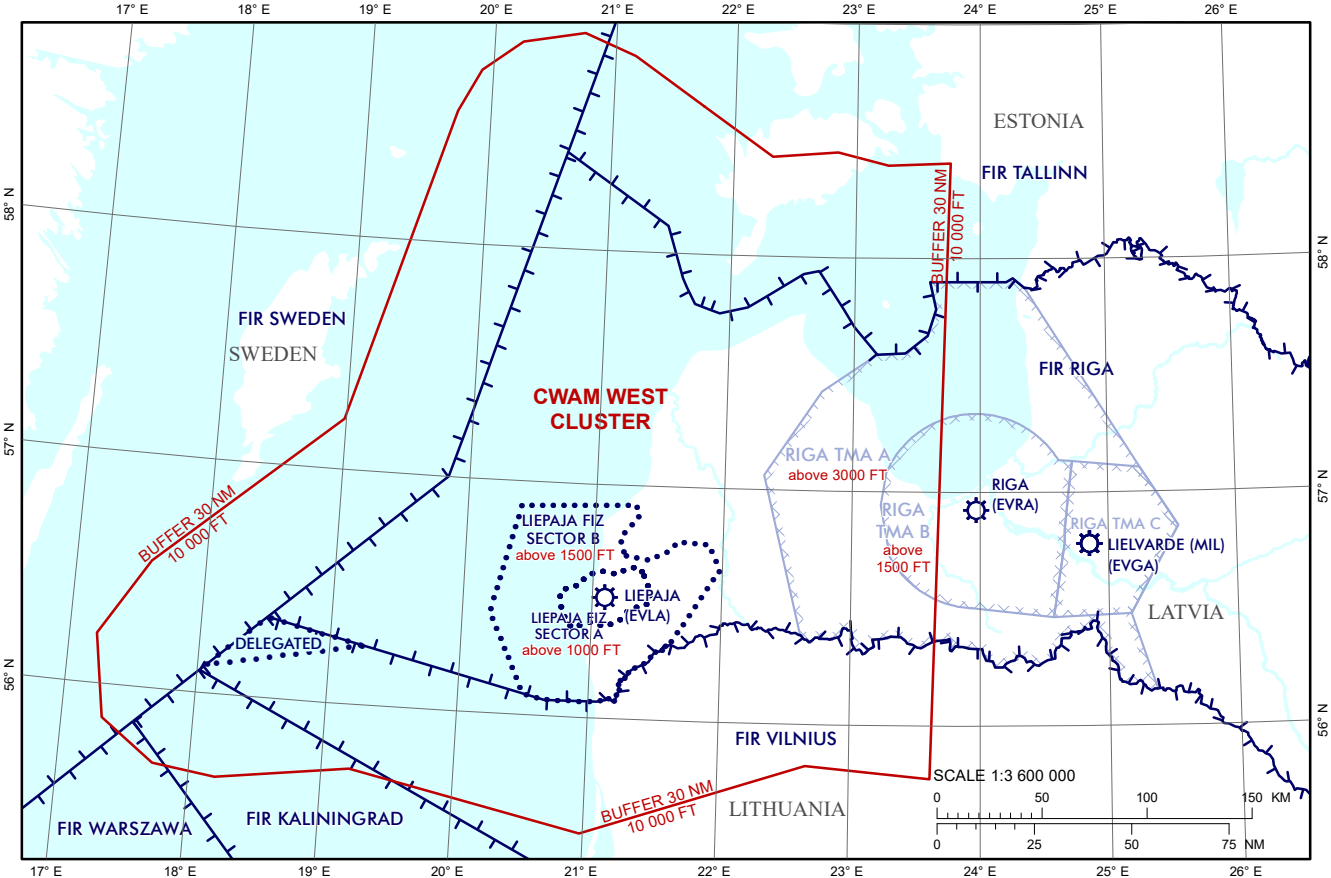 17° E
18° E
19° E
20° E
21° E
22° E
23° E
24° E
25° E
26° E
ESTONIA
FIR TALLINN
58° N
BUFFER 30 NM
10 000 FT
58° N
FIR SWEDEN
SWEDEN
FIR RIGA
CWAM WEST
CLUSTER
57° N
RIGA TMA A
above 3000 FT
57° N
RIGA
(EVRA)
BUFFER 30 NM
10 000 FT
RIGA
TMA B
above
1500 FT
RIGA TMA C
LIELVARDE (MIL)
(EVGA)
LIEPAJA FIZ
SECTOR B
above 1500 FT
LIEPAJA
(EVLA)
LIEPAJA FIZ
SECTOR A
above 1000 FT
LATVIA
DELEGATED
56° N
56° N
FIR VILNIUS
SCALE 1:3 600 000
0
50
100
150
KM
0
25
50
75
NM
BUFFER 30 NM
10 000 FT
LITHUANIA
FIR WARSZAWA
FIR KALININGRAD
17° E
18° E
19° E
20° E
21° E
22° E
23° E
24° E
25° E
26° E